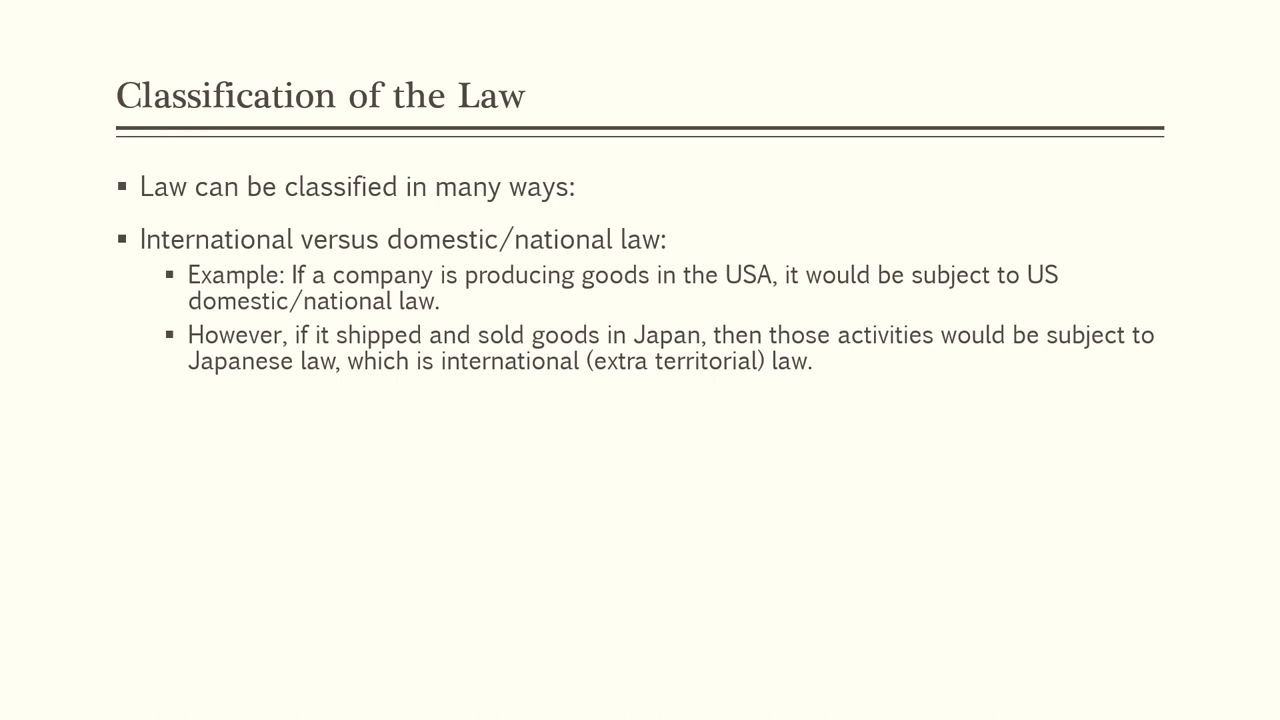 Classification of the Law
▪ Law can be classified in many ways:
▪ International versus domestic/national law:
▪ Example: If a company is producing goods in the USA, it would be subject to US
domestic/national law.
▪ However, if it shipped and sold goods in Japan, then those activities would be subject to
Japanese law, which is international (extra territorial) law.